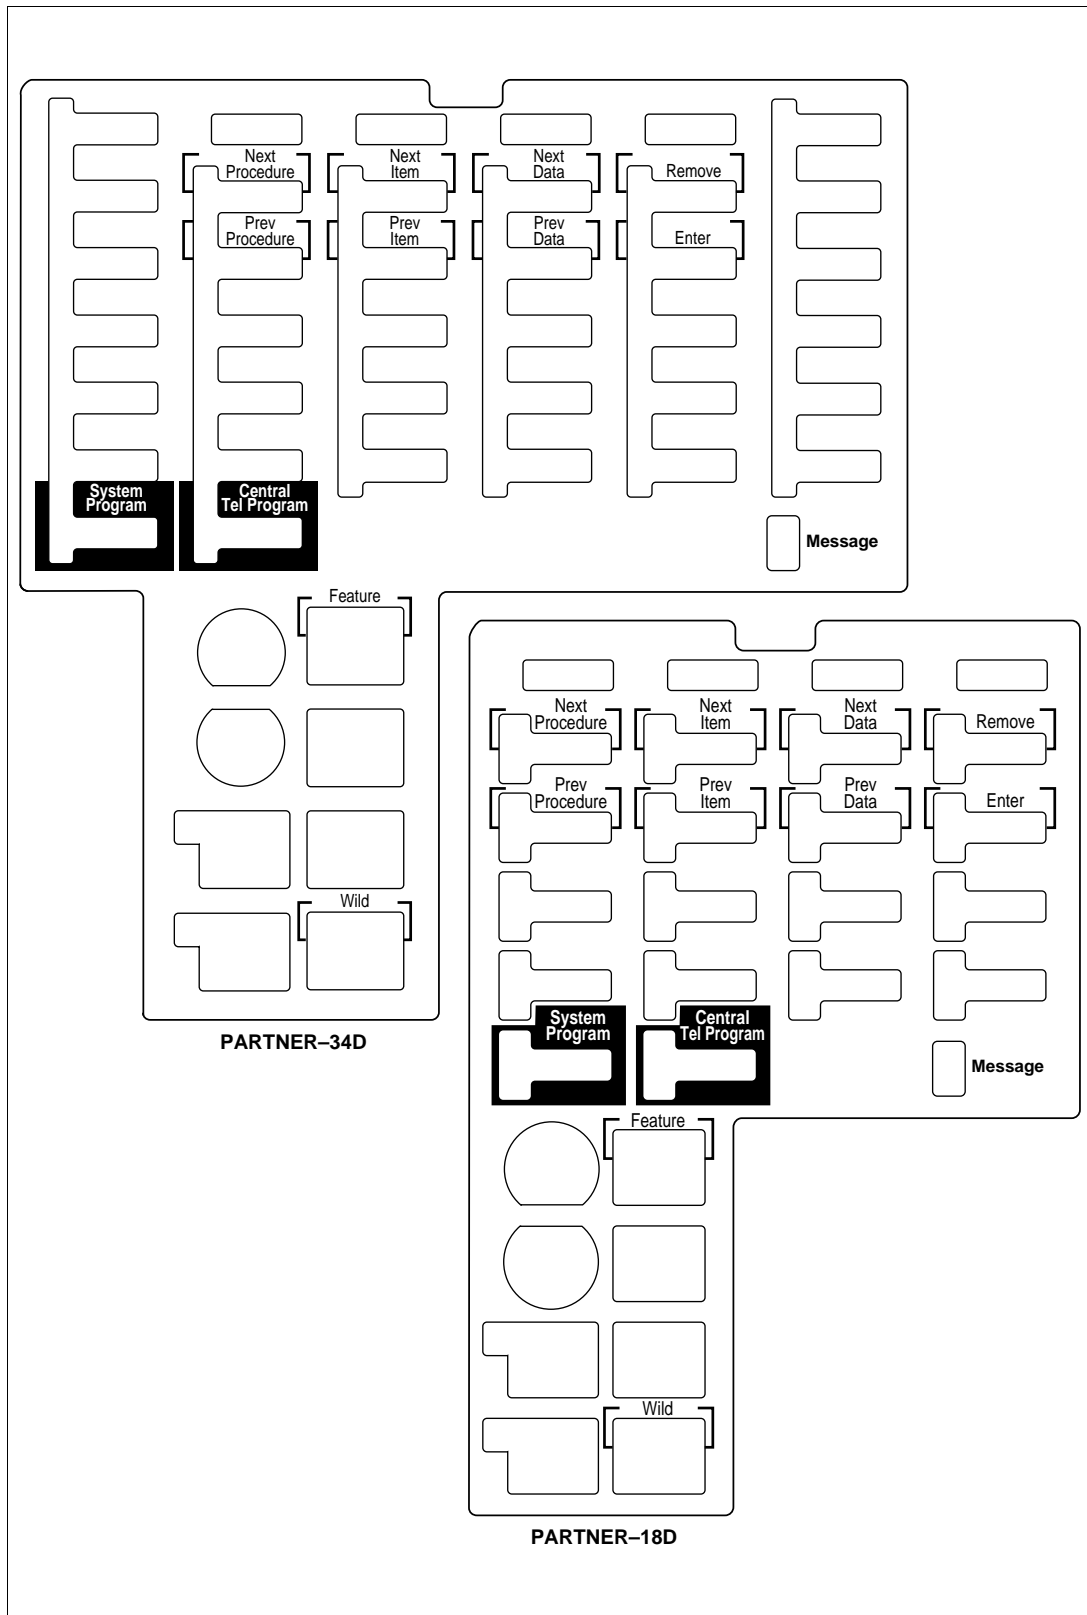 Next
Procedure
Next
Item
Next
Data
Remove
Prev
Procedure
Prev
Item
Prev
Data
Enter
System
Program
Central
Tel Program
Message
Feature
Wild
PARTNER–34D
Next
Procedure
Next
Item
Next
Data
Remove
Prev
Procedure
Prev
Item
Prev
Data
Enter
System
Program
Central
Tel Program
Message
Feature
Wild
PARTNER–18D